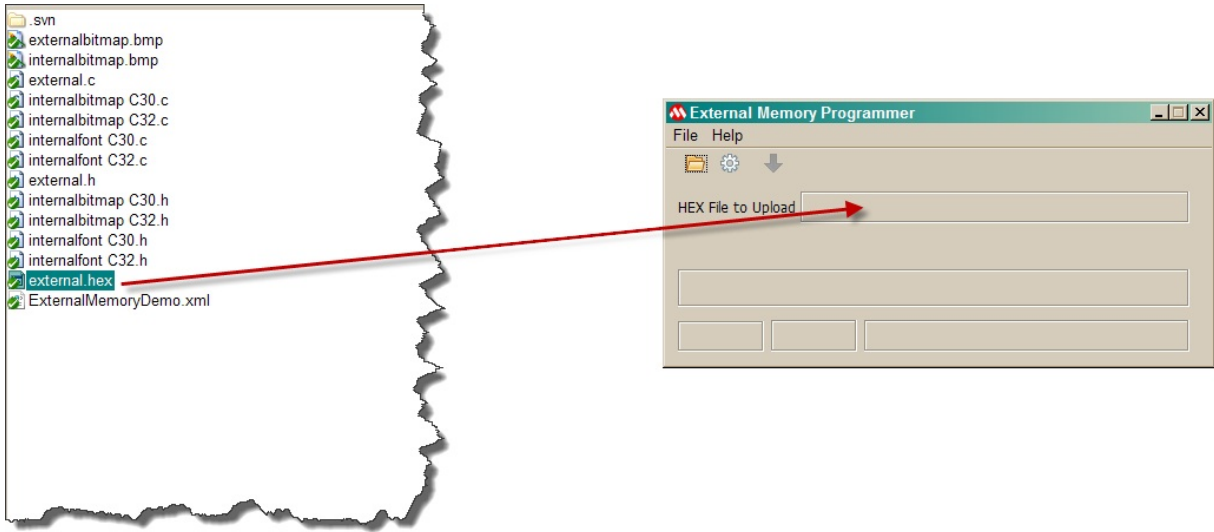 .svn
externalbitmap.bmp
internalbitmap.bmp
external.c
internalbitmap C30.c
internalbitmap C32.c
internalfont C30.c
internalfont C32.c
external.h
internalbitmap C30.h
internalbitmap C32.h
internalfont C30.h
internalfont C32.h
external.hex
ExternalMemoryDemo.xml
External Memory Programmer
File Help
HEX File to Upload